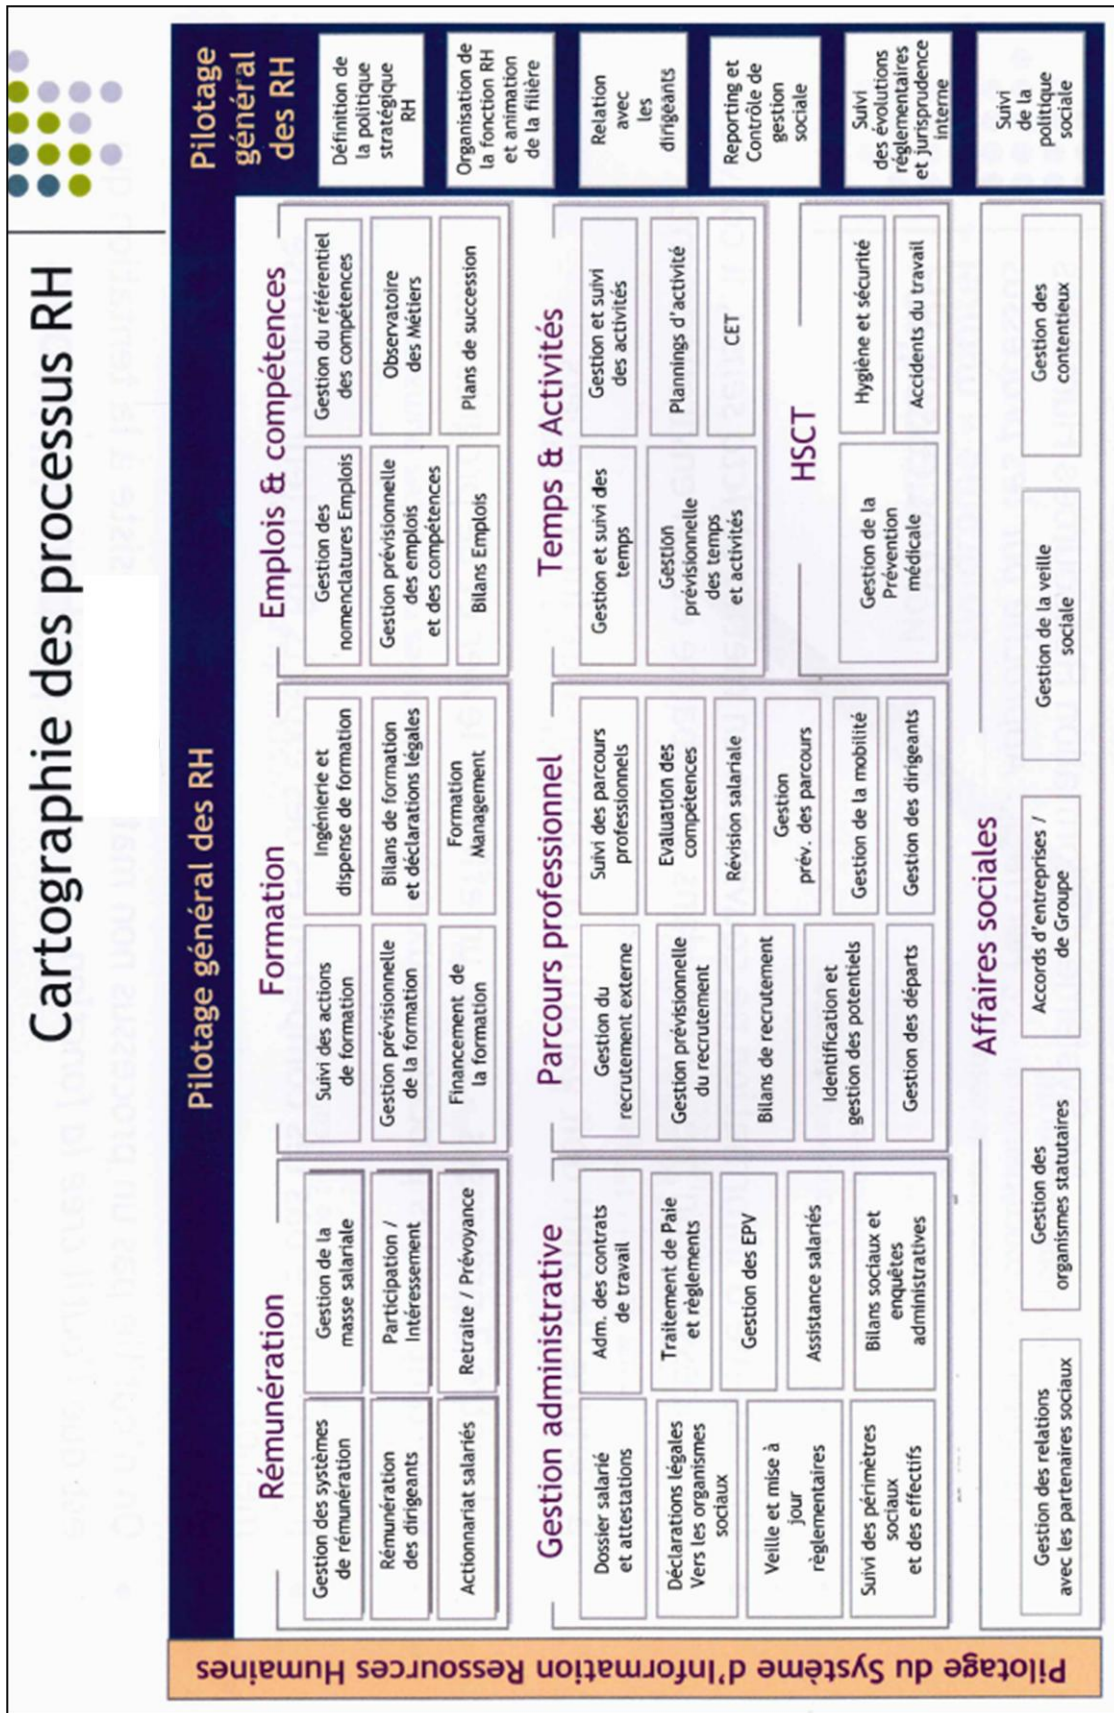 Cartographie des processus RH
Pilotage général des RH
Pilotage
général
des RH
Définition de
la politique
stratégique
RH
Organisation de
la fonction RH
et animation
de la filière
Relation
avec
les
dirigeants
Reporting et
Contrôle de
gestion
sociale
Suivi
des évolutions
réglementaires
et jurisprudence
interne
Suivi
de la
politique
sociale
Pilotage du Système d'Information Ressources Humaines
Rémunération
Gestion des systèmes
de rémunération
Gestion de la
masse salariale
Rémunération
des dirigeants
Participation /
Intéressement
Actionnariat salariés
Retraite / Prévoyance
Formation
Suivi des actions
de formation
Ingénierie et
dispense de formation
Gestion prévisionnelle
de la formation
Bilans de formation
et déclarations légales
Financement de
la formation
Formation
Management
Emplois & compétences
Gestion des
nomenclatures Emplois
Gestion du référentiel
des compétences
Gestion prévisionnelle
des emplois
et des compétences
Observatoire
des Métiers
Bilans Emplois
Plans de succession
Gestion administrative
Dossier salarié
et attestations
Adm. des contrats
de travail
Déclarations légales
Vers les organismes
sociaux
Traitement de Paie
et règlements
Veille et mise à
jour
règlementaires
Gestion des EPV
Assistance salariés
Suivi des périmètres
sociaux
et des effectifs
Bilans sociaux et
enquêtes
administratives
Parcours professionnel
Gestion du
recrutement externe
Suivi des parcours
professionnels
Gestion prévisionnelle
du recrutement
Evaluation des
compétences
Bilans de recrutement
Révision salariale
Identification et
gestion des potentiels
Gestion
prév. des parcours
Gestion des départs
Gestion de la mobilité
Gestion des dirigeants
Temps & Activités
Gestion et suivi des
temps
Gestion et suivi
des activités
Gestion
prévisionnelle
des temps
et activités
Plannings d'activité
CET
HSCT
Gestion de la
Prévention
médicale
Hygiène et sécurité
Accidents du travail
Affaires sociales
Gestion des relations
avec les partenaires sociaux
Gestion des
organismes statutaires
Accords d'entreprises /
de Groupe
Gestion de la veille
sociale
Gestion des
contentieux